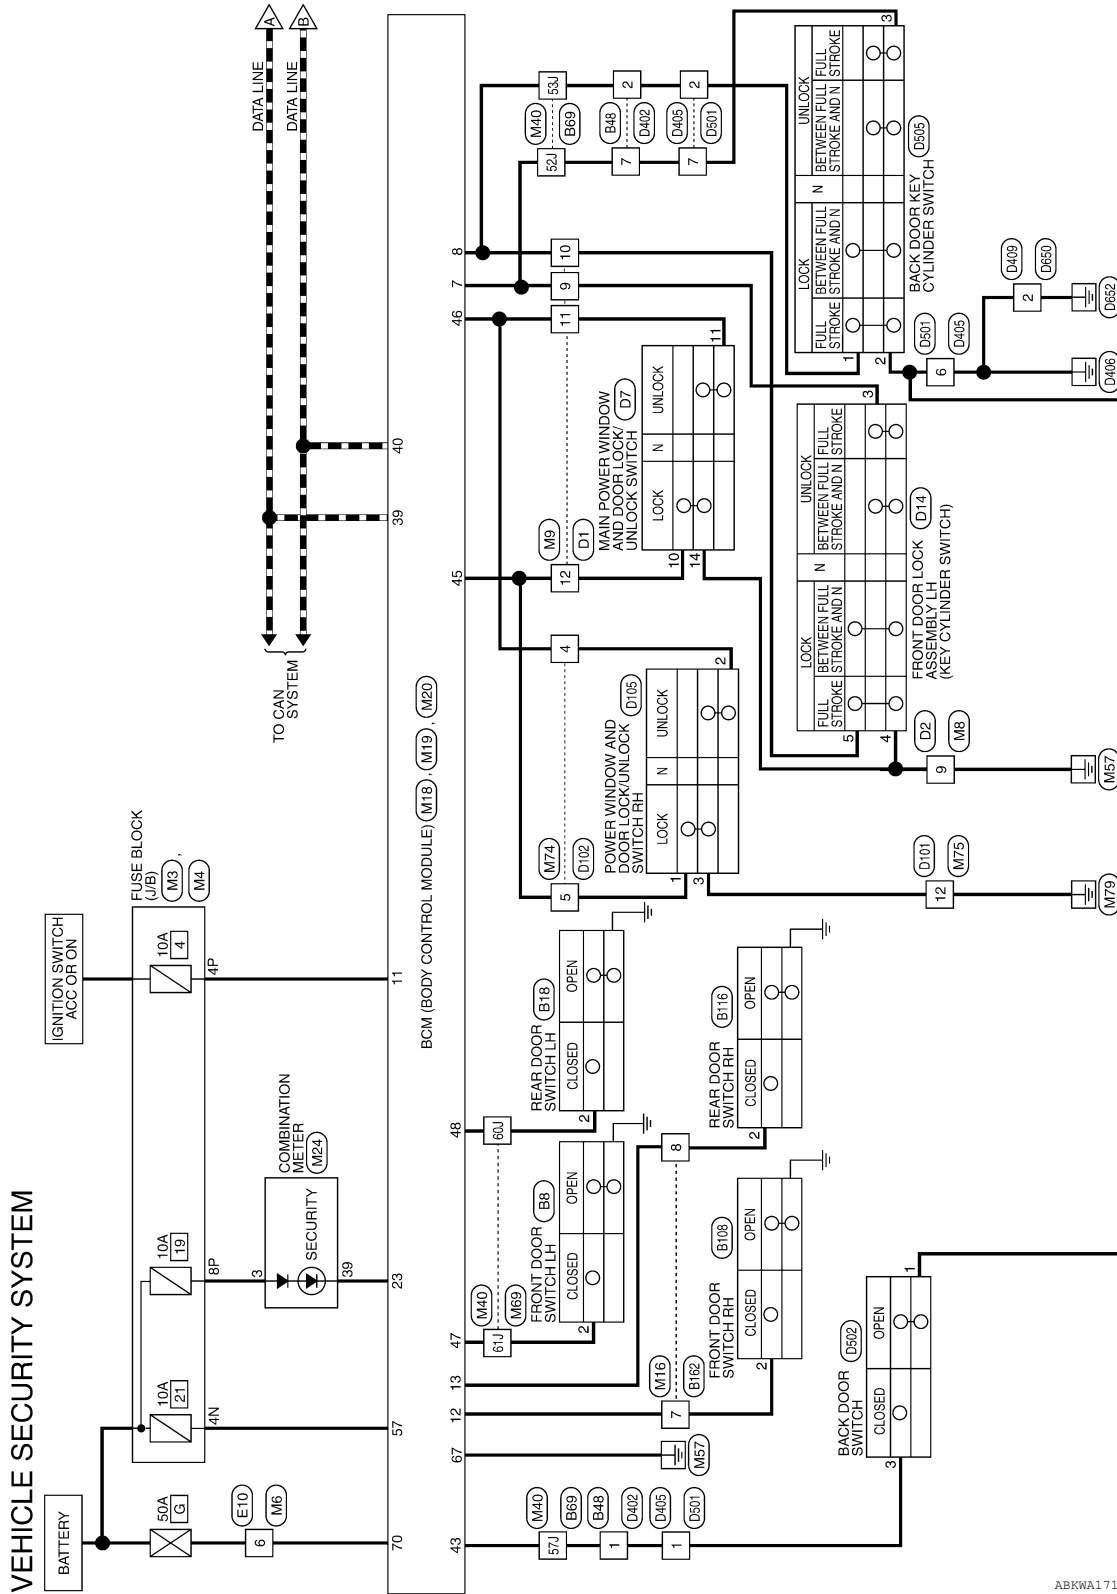 VEHICLE SECURITY SYSTEM
BATTERY
IGNITION SWITCH
ACC OR ON
50A
G
10A
21
10A
19
10A
4
FUSE BLOCK
(J/B)
M3 ,
M4
4N
8P
4P
E10
6
M6
COMBINATION
METER
M24
3
SECURITY
39
TO CAN
SYSTEM
DATA LINE
A
DATA LINE
B
70
57
23
11
39
40
BCM (BODY CONTROL MODULE) M18 , M19 , M20
43
67
12
13
47
48
45
46
7
8
57J
M40
B69
1
B48
D402
1
D405
D501
M57
7
M16
B162
8
61J
M40
M69
60J
FRONT DOOR
SWITCH LH
B8
CLOSED
OPEN
2
REAR DOOR
SWITCH LH
B18
CLOSED
OPEN
2
FRONT DOOR
SWITCH RH
B108
CLOSED
OPEN
2
REAR DOOR
SWITCH RH
B116
CLOSED
OPEN
2
BACK DOOR
SWITCH
D502
CLOSED
OPEN
3
1
5
M74
D102
4
12
M9
D1
11
9
10
POWER WINDOW AND
DOOR LOCK/UNLOCK
SWITCH RH
D105
LOCK
N
UNLOCK
1
3
2
MAIN POWER WINDOW
AND DOOR LOCK/
UNLOCK SWITCH
D7
LOCK
N
UNLOCK
10
14
11
52J
M40
B69
53J
7
B48
D402
2
7
D405
D501
2
LOCK
N
UNLOCK
FULL
STROKE
BETWEEN FULL
STROKE AND N
BETWEEN FULL
STROKE AND N
FULL
STROKE
5
4
3
FRONT DOOR LOCK
ASSEMBLY LH
(KEY CYLINDER SWITCH)
D14
LOCK
N
UNLOCK
FULL
STROKE
BETWEEN FULL
STROKE AND N
BETWEEN FULL
STROKE AND N
FULL
STROKE
1
2
3
BACK DOOR KEY
CYLINDER SWITCH
D505
D101
12
M75
M79
D2
9
M8
M57
D501
6
D405
D406
D409
2
D650
D652
ABKWA171